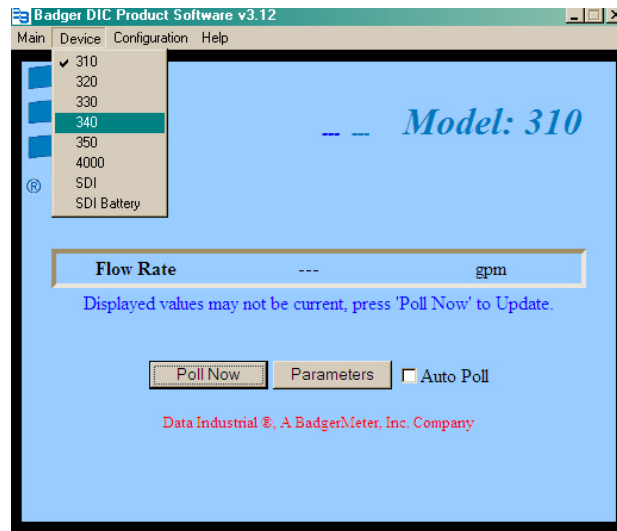 Badger DIC Product Software v3.12
Main Device Configuration Help
310
320
330
340
350
4000
SDI
SDI Battery
--- --- Model: 310
®
Flow Rate --- gpm
Displayed values may not be current, press 'Poll Now' to Update.
Poll Now Parameters Auto Poll
Data Industrial ®, A BadgerMeter, Inc. Company